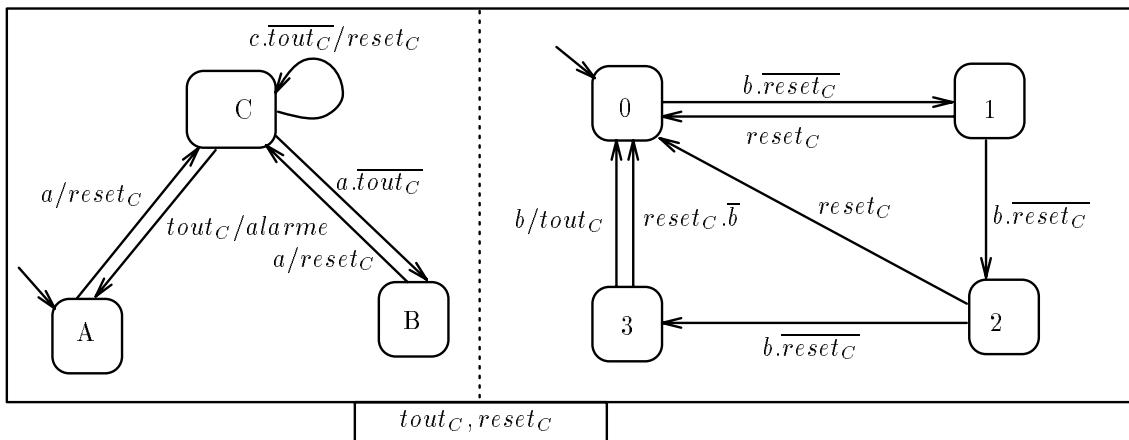 c.\overline{tout_C}/reset_C
C
a/reset_C
a.\overline{tout_C}
tout_C/alarme
a/reset_C
A
B
0
b.\overline{reset_C}
1
reset_C
b/tout_C
reset_C.\overline{b}
reset_C
b.\overline{reset_C}
3
2
b.\overline{reset_C}
tout_C, reset_C